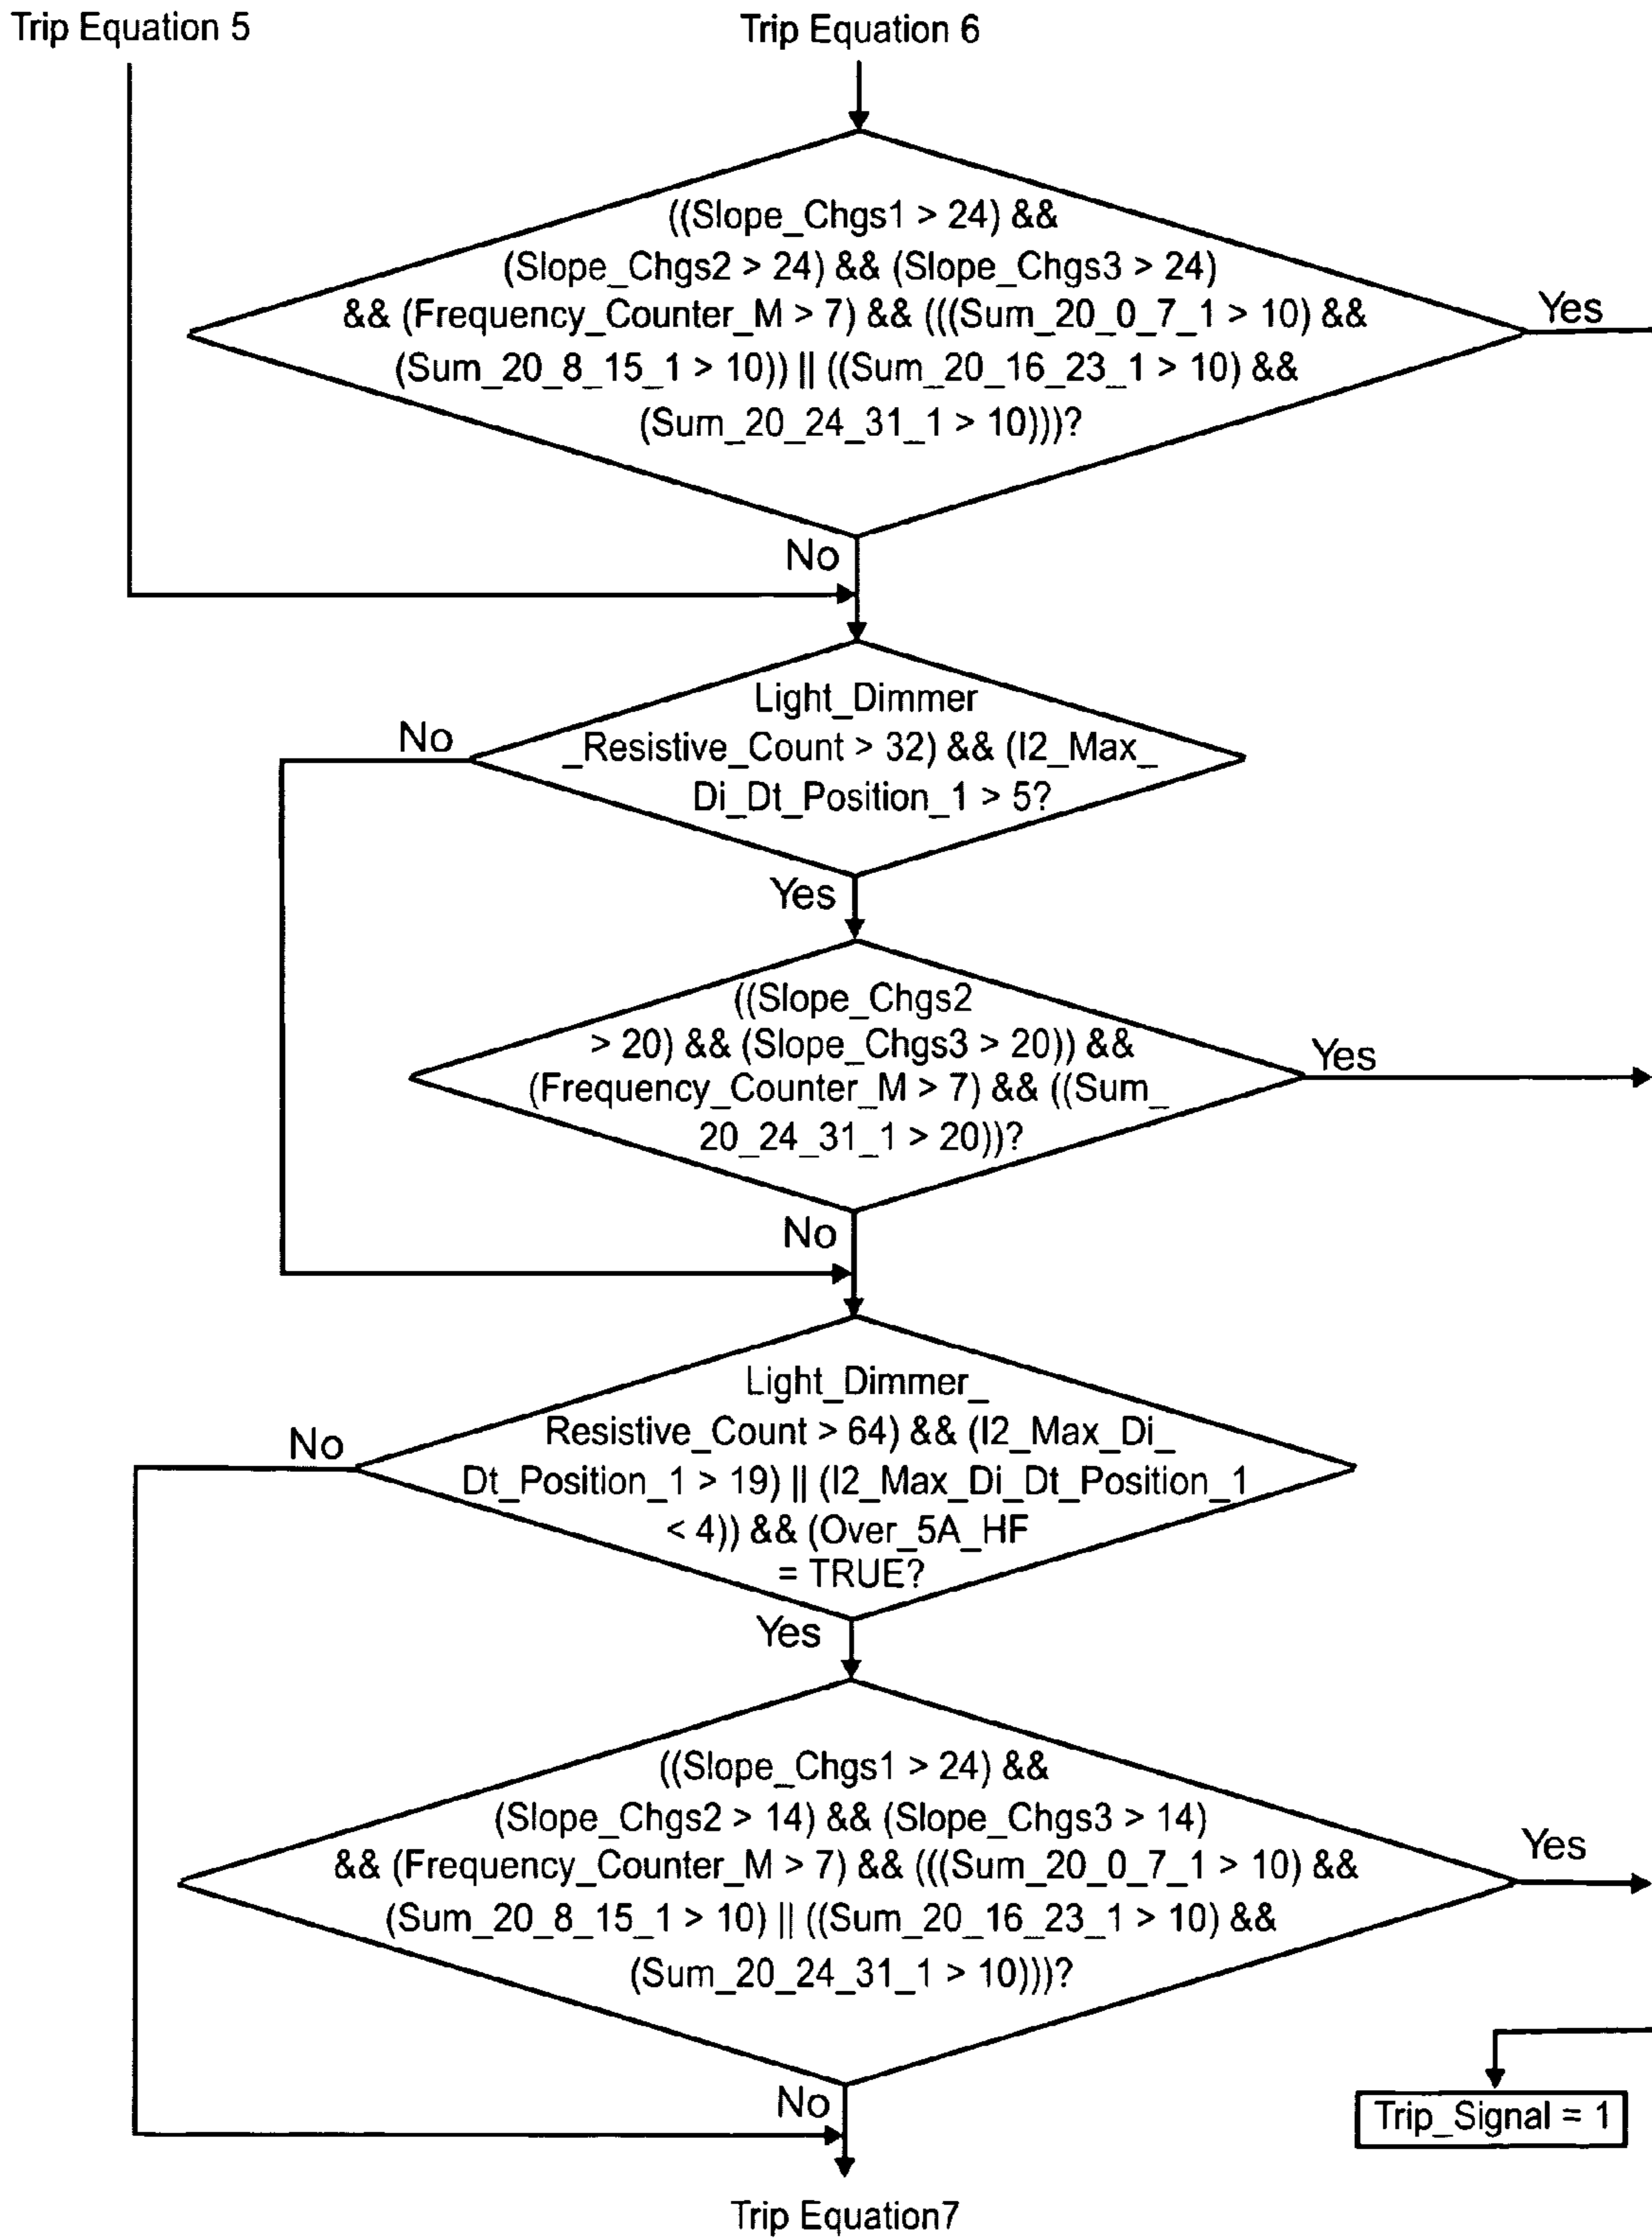 Trip Equation 5
Trip Equation 6
((Slope_Chgs1 > 24) &&
(Slope_Chgs2 > 24) && (Slope_Chgs3 > 24)
&& (Frequency_Counter_M > 7) && (((Sum_20_0_7_1 > 10) &&
(Sum_20_8_15_1 > 10)) || ((Sum_20_16_23_1 > 10) &&
(Sum_20_24_31_1 > 10)))?
Yes
No
Light_Dimmer
_Resistive_Count > 32) && (I2_Max_
Di_Dt_Position_1 > 5?
No
Yes
((Slope_Chgs2
> 20) && (Slope_Chgs3 > 20)) &&
(Frequency_Counter_M > 7) && ((Sum_
20_24_31_1 > 20))?
Yes
No
Light_Dimmer_
Resistive_Count > 64) && (I2_Max_Di_
Dt_Position_1 > 19) || (I2_Max_Di_Dt_Position_1
< 4)) && (Over_5A_HF
= TRUE?
No
Yes
((Slope_Chgs1 > 24) &&
(Slope_Chgs2 > 14) && (Slope_Chgs3 > 14)
&& (Frequency_Counter_M > 7) && (((Sum_20_0_7_1 > 10) &&
(Sum_20_8_15_1 > 10) || ((Sum_20_16_23_1 > 10) &&
(Sum_20_24_31_1 > 10)))?
Yes
No
Trip_Signal = 1
Trip Equation7